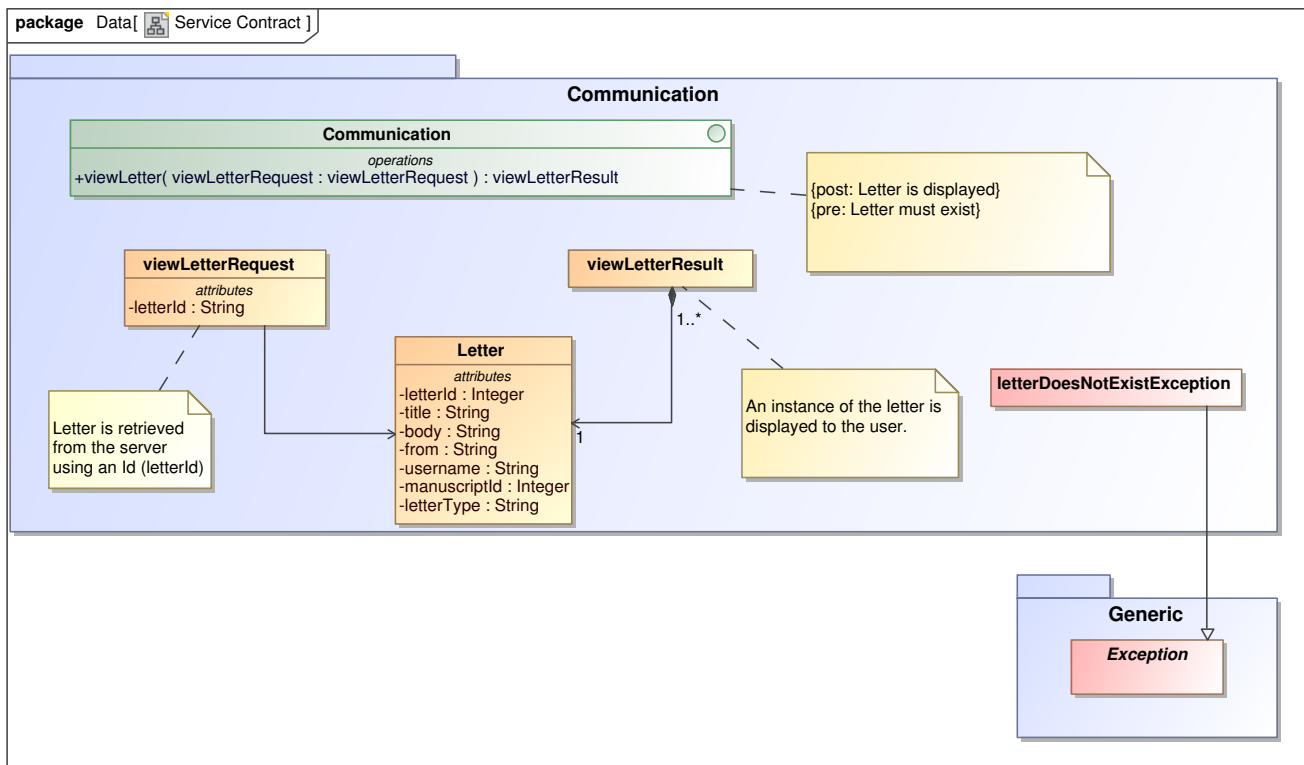 package Data[ Service Contract ]
Communication
Communication
operations
+viewLetter( viewLetterRequest : viewLetterRequest ) : viewLetterResult
{post: Letter is displayed}
{pre: Letter must exist}
viewLetterRequest
attributes
-letterId : String
viewLetterResult
1..*
Letter
attributes
-letterId : Integer
-title : String
-body : String
-from : String
-username : String
-manuscriptId : Integer
-letterType : String
1
Letter is retrieved
from the server
using an Id (letterId)
An instance of the letter is
displayed to the user.
letterDoesNotExistException
Generic
Exception